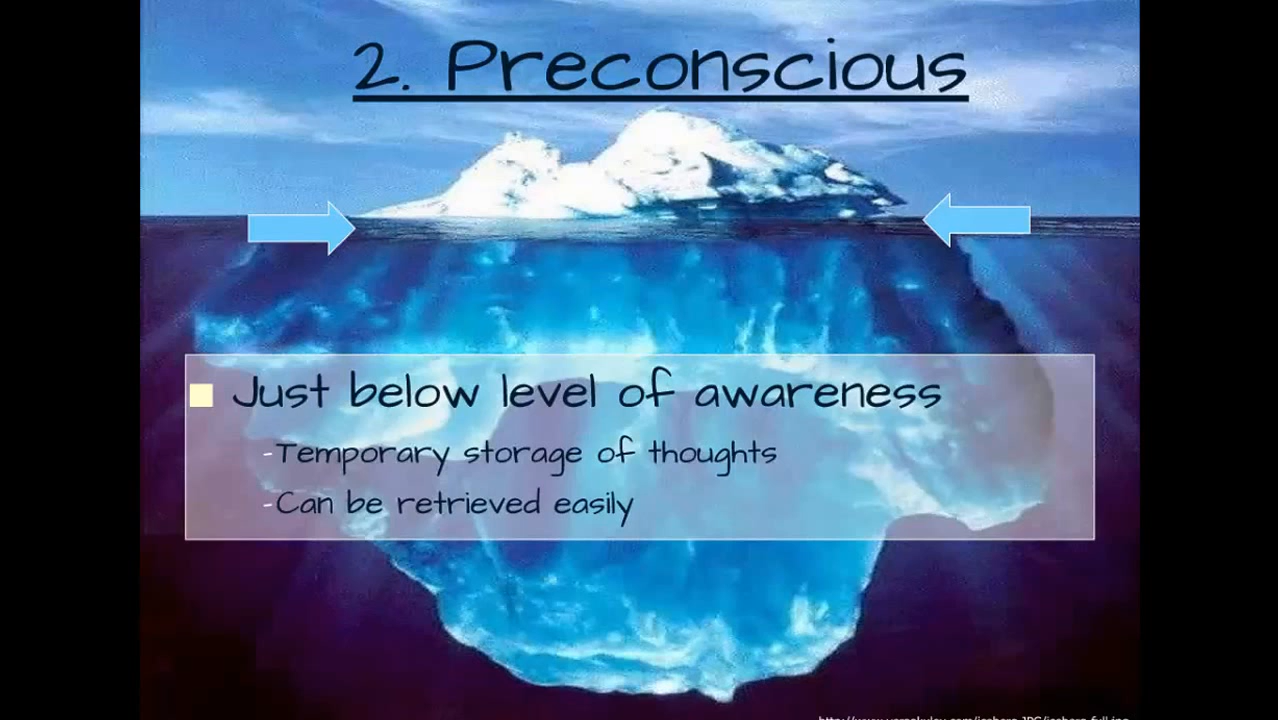 2. Preconscious
Just below level of awareness
-Temporary storage of thoughts
-Can be retrieved easily